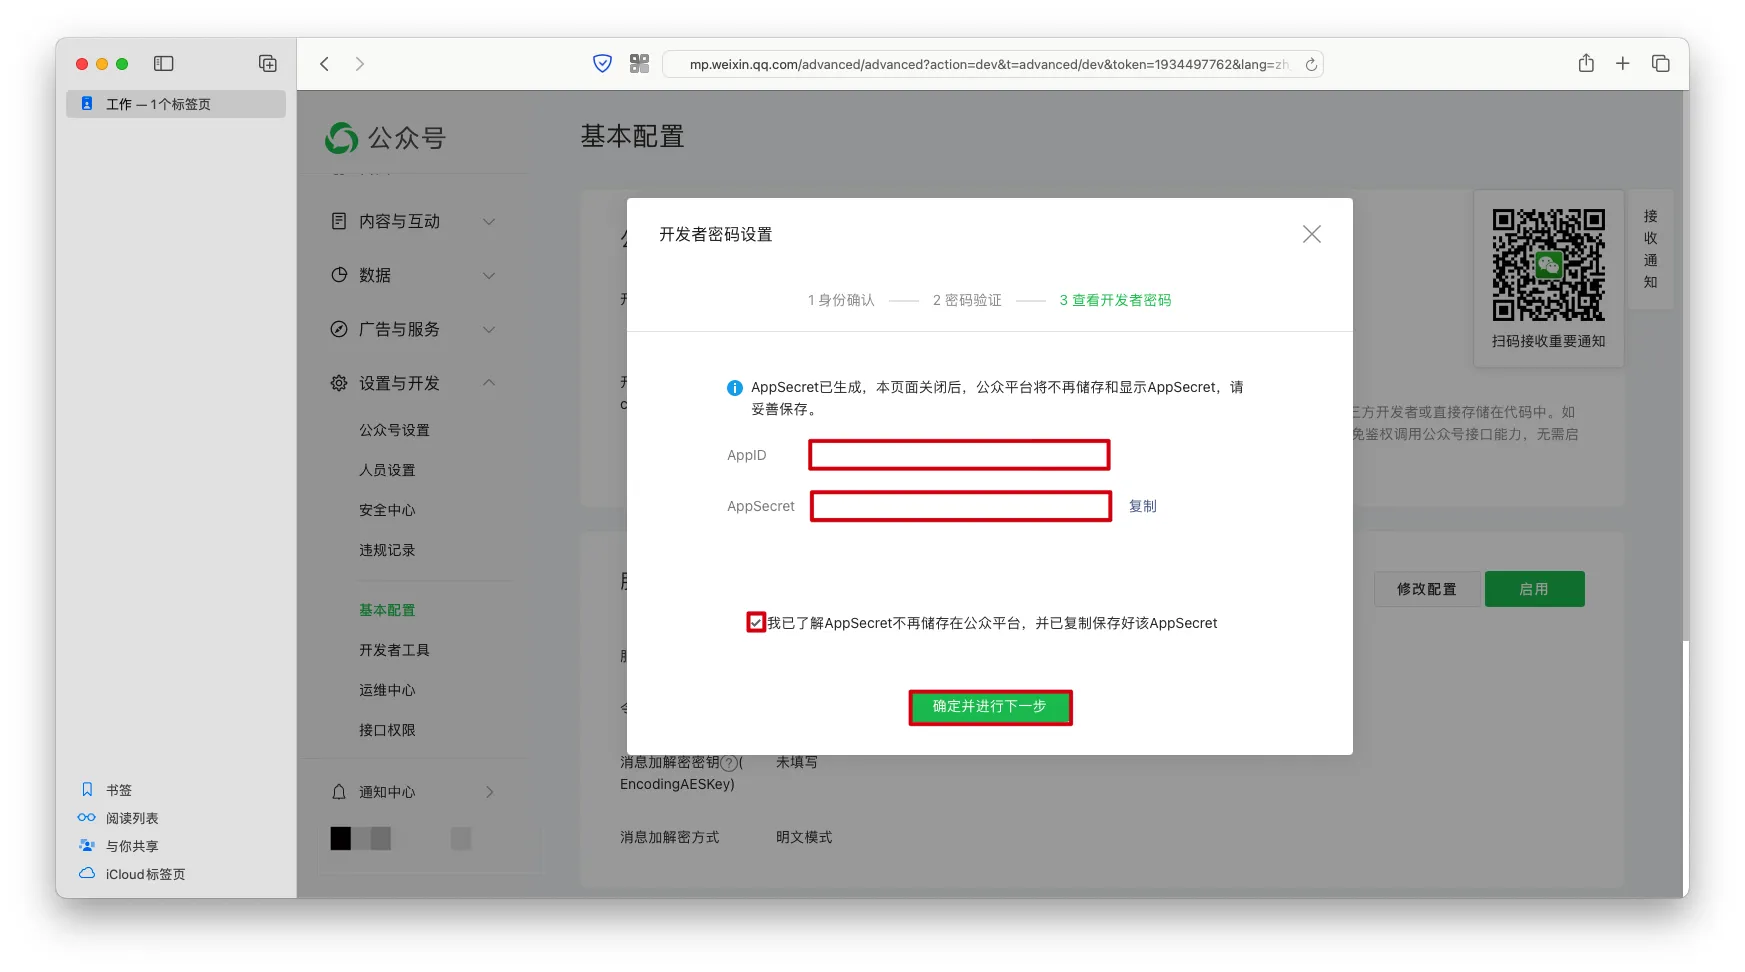 mp.weixin.qq.com/advanced/advanced?action=dev&t=advanced/dev&token=1934497762&lang=zh
工作 — 1个标签页
书签
阅读列表
与你共享
iCloud标签页
公众号
内容与互动
数据
广告与服务
设置与开发
公众号设置
人员设置
安全中心
违规记录
基本配置
开发者工具
运维中心
接口权限
通知中心
基本配置
开发者密码设置
1 身份确认
2 密码验证
3 查看开发者密码
AppSecret已生成，本页面关闭后，公众平台将不再储存和显示AppSecret，请
妥善保存。
AppID
AppSecret
复制
我已了解AppSecret不再储存在公众平台，并已复制保存好该AppSecret
确定并进行下一步
三方开发者或直接存储在代码中。如
免鉴权调用公众号接口能力，无需启
修改配置
启用
消息加解密密钥?(
EncodingAESKey)
未填写
消息加解密方式
明文模式
扫码接收重要通知
接
收
通
知